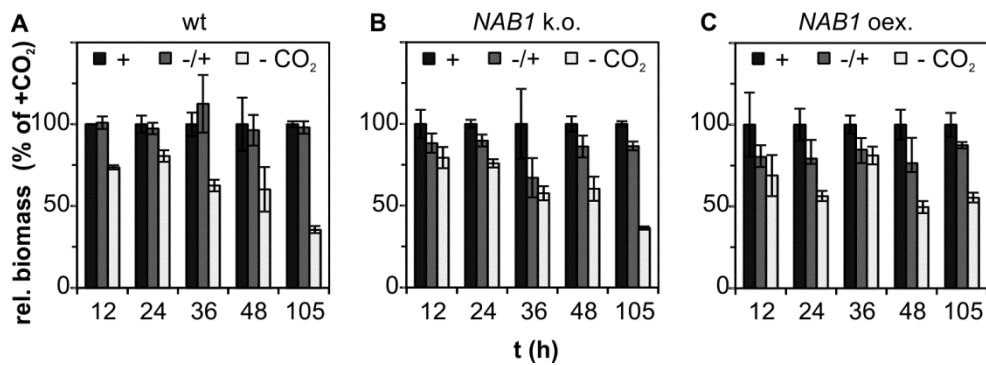 A wt
B NAB1 k.o.
C NAB1 oex.
rel. biomass (% of +CO₂)₂
+ -/+ - CO₂
+ -/+ - CO₂
+ -/+ - CO₂
100
50
0
100
50
0
100
50
0
12 24 36 48 105
12 24 36 48 105
12 24 36 48 105
t (h)